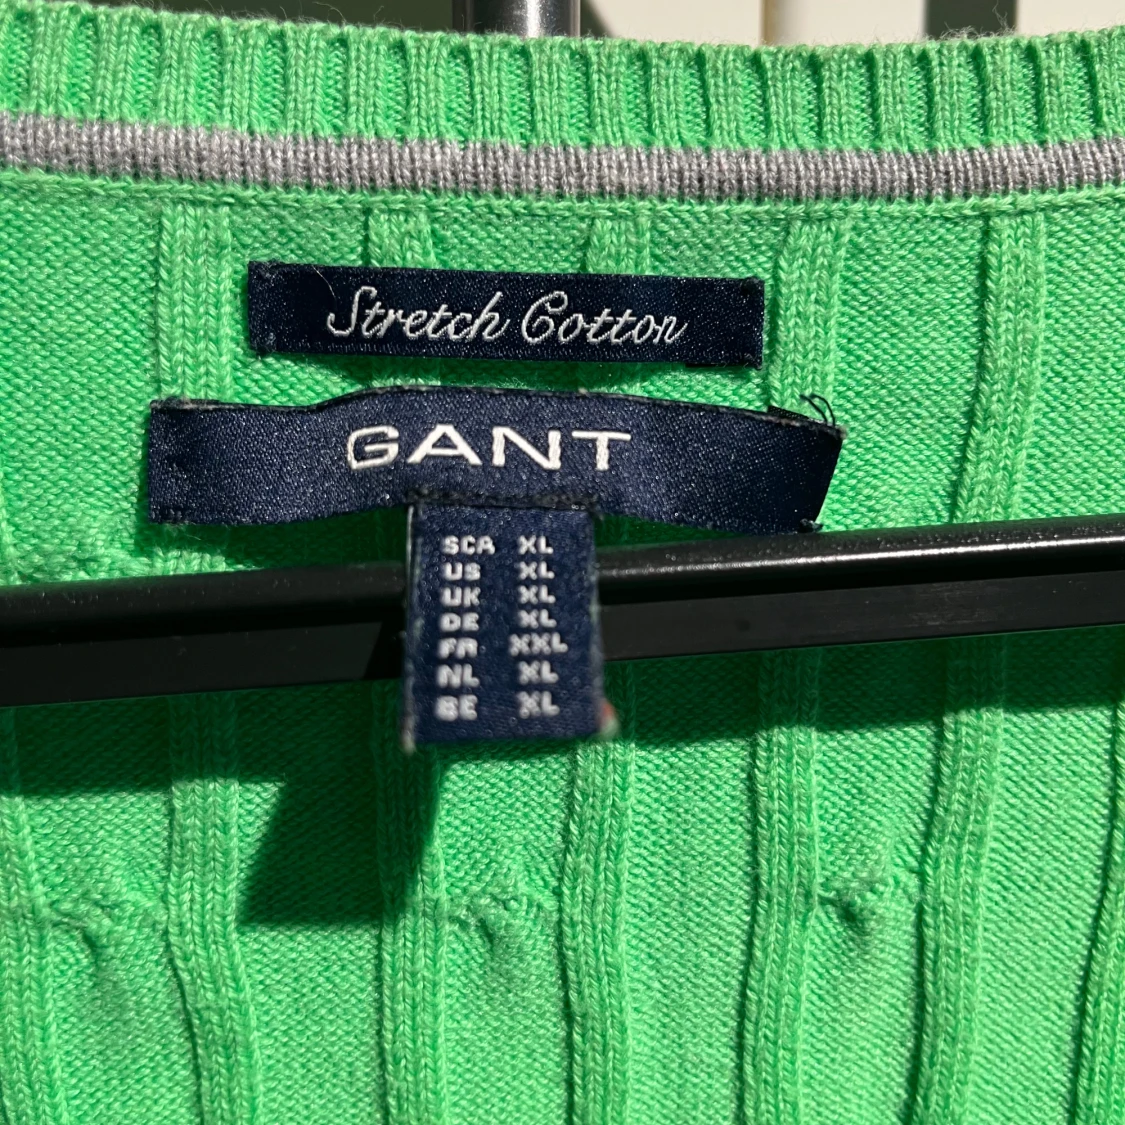 Stretch Cotton
GANT
SCA XL
US XL
UK XL
DE XL
FR XXL
NL XL
BE XL